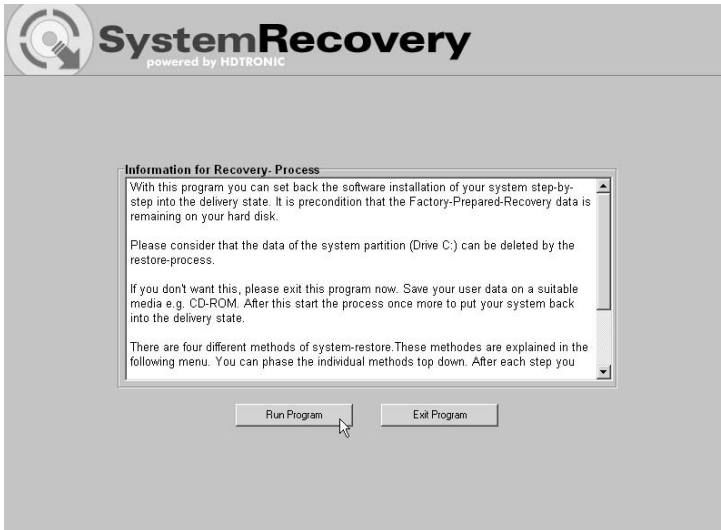 SystemRecovery
powered by HDTRONIC
Information for Recovery- Process
With this program you can set back the software installation of your system step-by-
step into the delivery state. It is precondition that the Factory-Prepared-Recovery data is
remaining on your hard disk.
Please consider that the data of the system partition (Drive C:) can be deleted by the
restore-process.
If you don't want this, please exit this program now. Save your user data on a suitable
media e.g. CD-ROM. After this start the process once more to put your system back
into the delivery state.
There are four different methods of system-restore.These methodes are explained in the
following menu. You can phase the individual methods top down. After each step you
Run Program
Exit Program